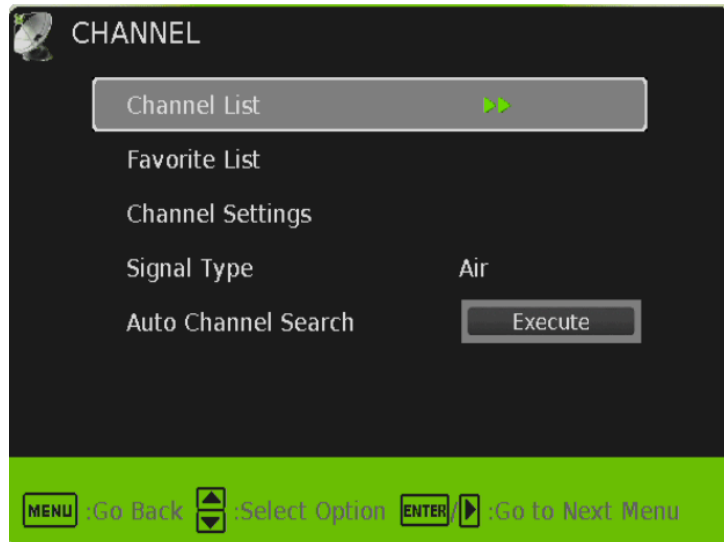 CHANNEL
Channel List
Favorite List
Channel Settings
Signal Type Air
Auto Channel Search Execute
MENU :Go Back :Select Option ENTER/ :Go to Next Menu